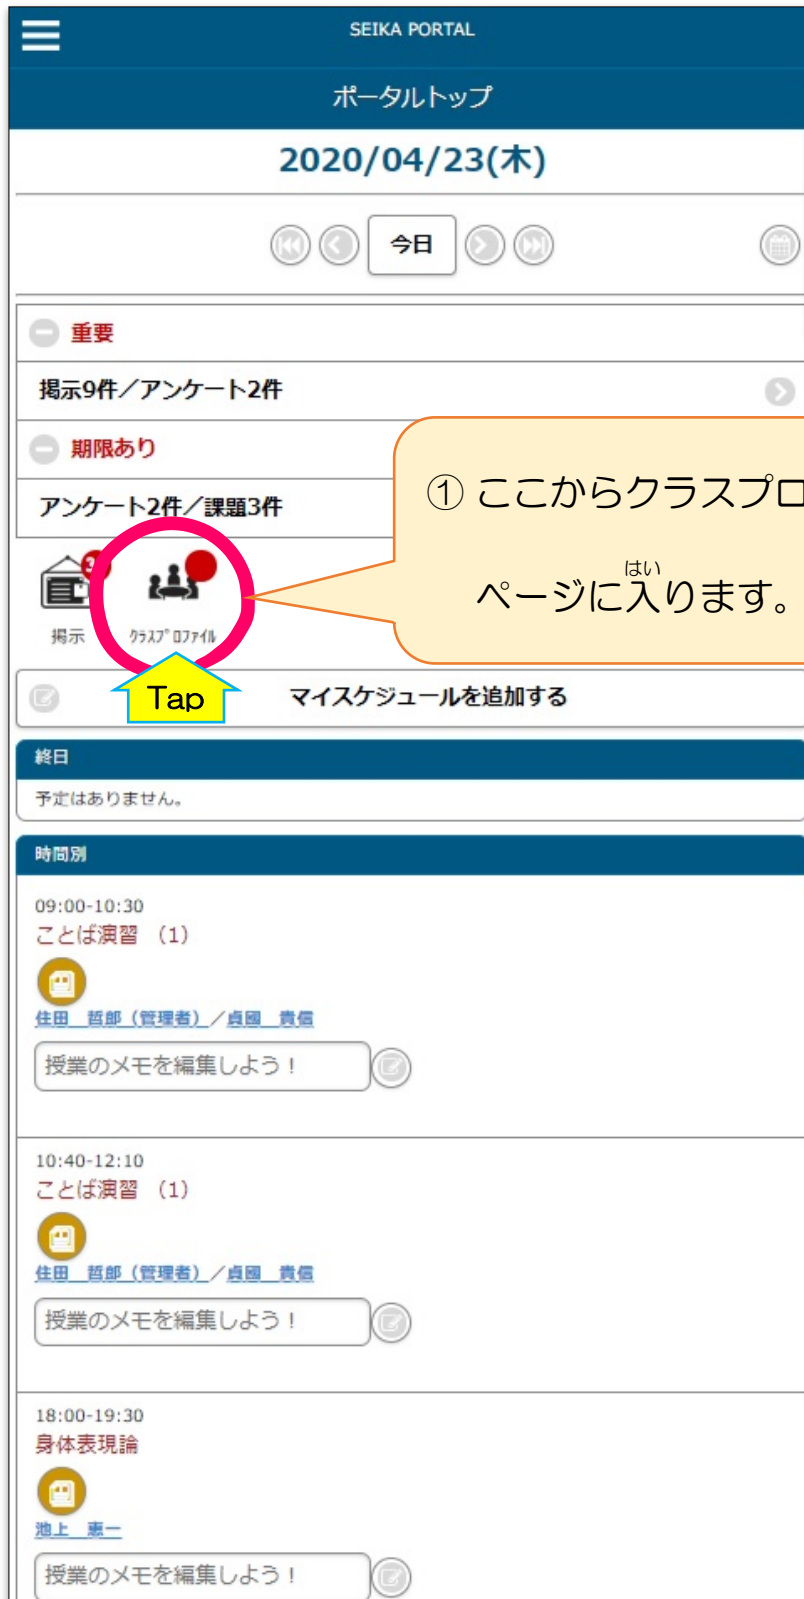 SEIKA PORTAL
ポータルトップ
2020/04/23(木)
今日
重要
掲示9件／アンケート2件
期限あり
アンケート2件／課題3件
① ここからクラスプロ
はい
ページに入ります。
掲示
クラスプロファイル
Tap
マイスケジュールを追加する
終日
予定はありません。
時間別
09:00-10:30
ことば演習 （1）
住田 哲郎（管理者）／貞國 貴信
授業のメモを編集しよう！
10:40-12:10
ことば演習 （1）
住田 哲郎（管理者）／貞國 貴信
授業のメモを編集しよう！
18:00-19:30
身体表現論
池上 恵一
授業のメモを編集しよう！